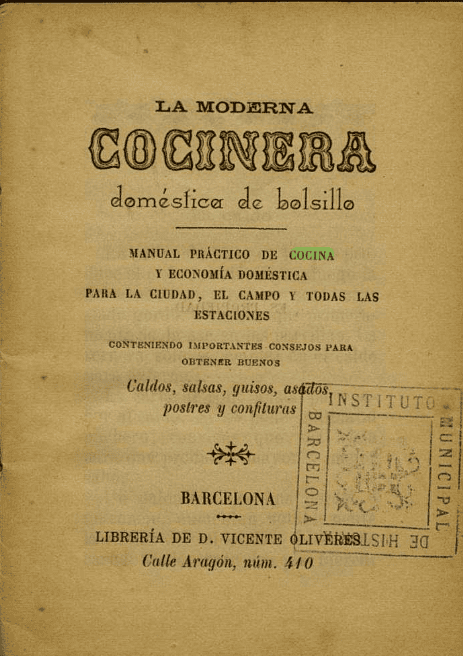 LA MODERNA
COCINERA
doméstica de bolsillo
MANUAL PRÁCTICO DE COCINA
Y ECONOMÍA DOMÉSTICA
PARA LA CIUDAD, EL CAMPO Y TODAS LAS
ESTACIONES
CONTENIENDO IMPORTANTES CONSEJOS PARA
OBTENER BUENOS
Caldos, salsas, guisos, asados,
postres y confituras
BARCELONA
LIBRERÍA DE D. VICENTE OLIVERES
Calle Aragón, núm. 410
INSTITUTO
MUNICIPAL
DE HISTORIA
BARCELONA